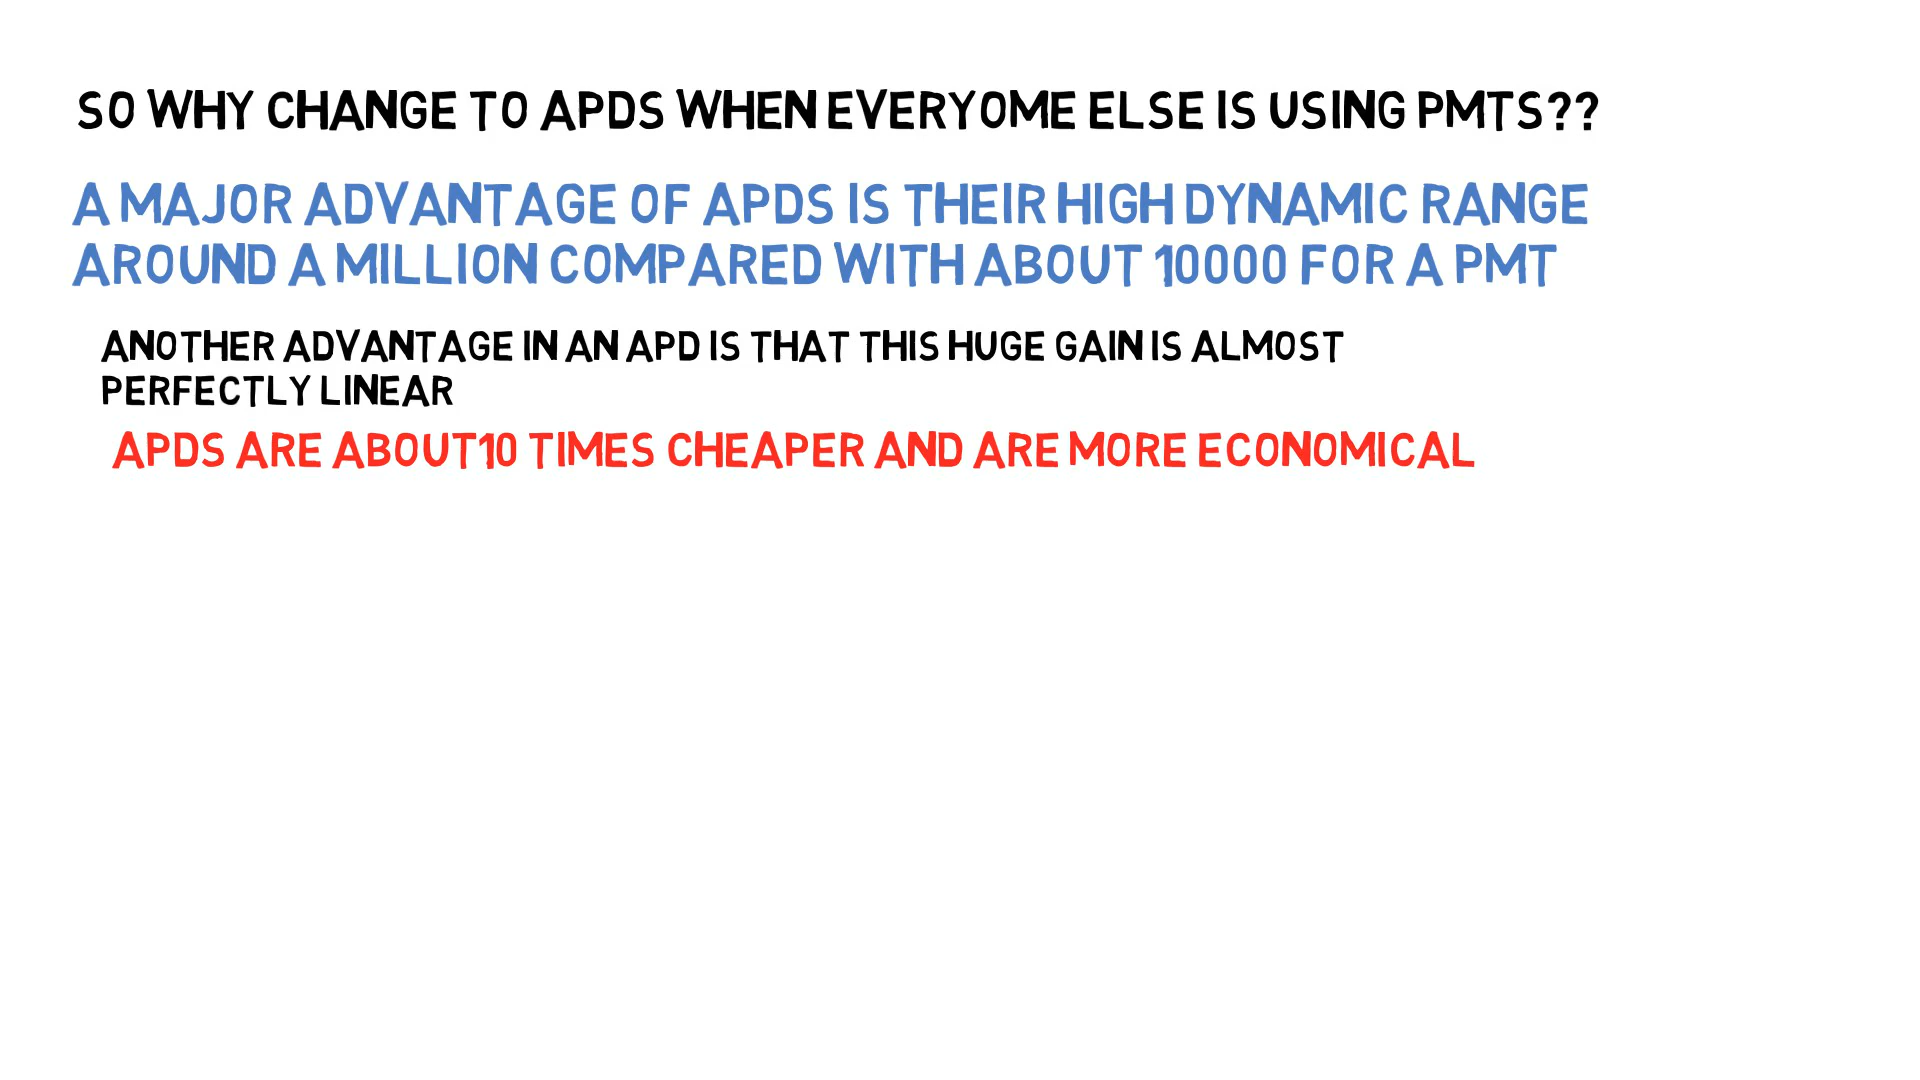 SO WHY CHANGE TO APDS WHEN EVERYOME ELSE IS USING PMTS??
A MAJOR ADVANTAGE OF APDS IS THEIR HIGH DYNAMIC RANGE
AROUND A MILLION COMPARED WITH ABOUT 10000 FOR A PMT
ANOTHER ADVANTAGE IN AN APD IS THAT THIS HUGE GAIN IS ALMOST
PERFECTLY LINEAR
APDS ARE ABOUT10 TIMES CHEAPER AND ARE MORE ECONOMICAL